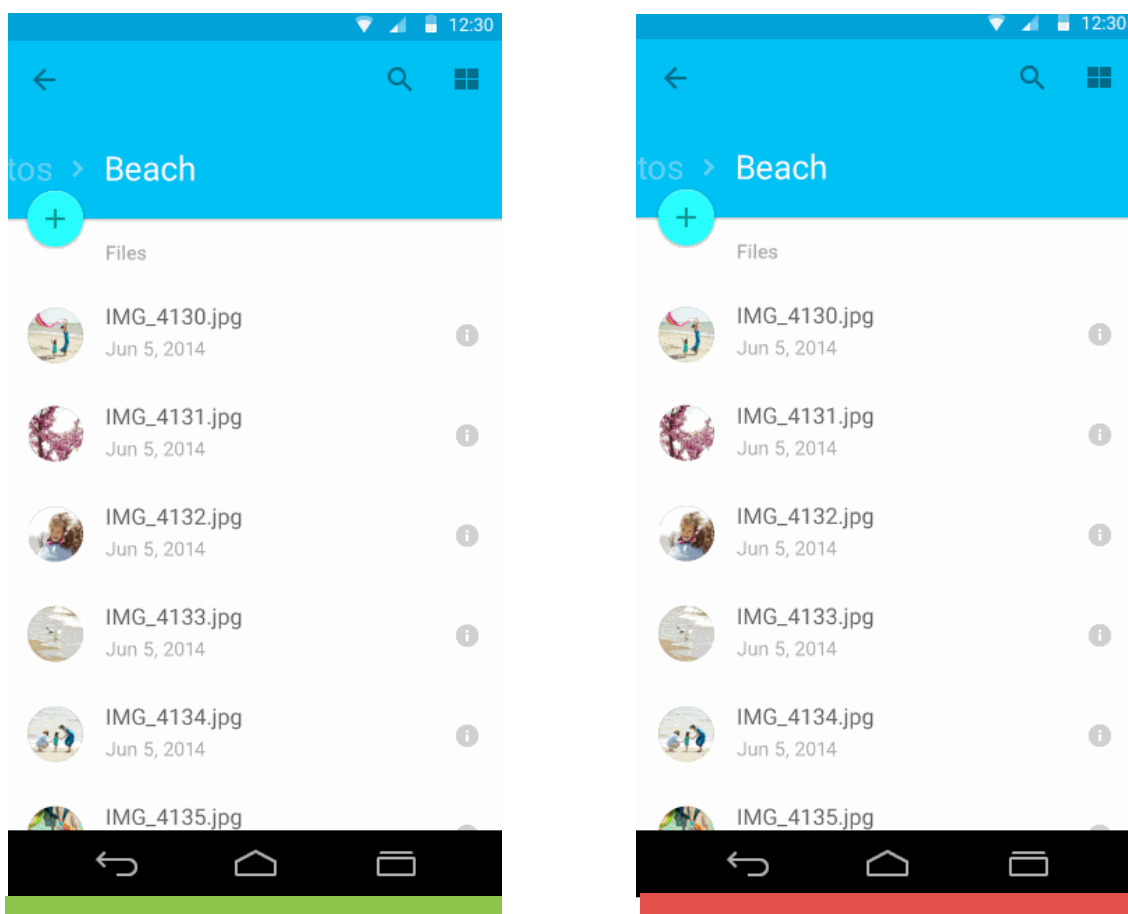 12:30
tos > Beach
Files
IMG_4130.jpg
Jun 5, 2014
IMG_4131.jpg
Jun 5, 2014
IMG_4132.jpg
Jun 5, 2014
IMG_4133.jpg
Jun 5, 2014
IMG_4134.jpg
Jun 5, 2014
IMG_4135.jpg
12:30
tos > Beach
Files
IMG_4130.jpg
Jun 5, 2014
IMG_4131.jpg
Jun 5, 2014
IMG_4132.jpg
Jun 5, 2014
IMG_4133.jpg
Jun 5, 2014
IMG_4134.jpg
Jun 5, 2014
IMG_4135.jpg